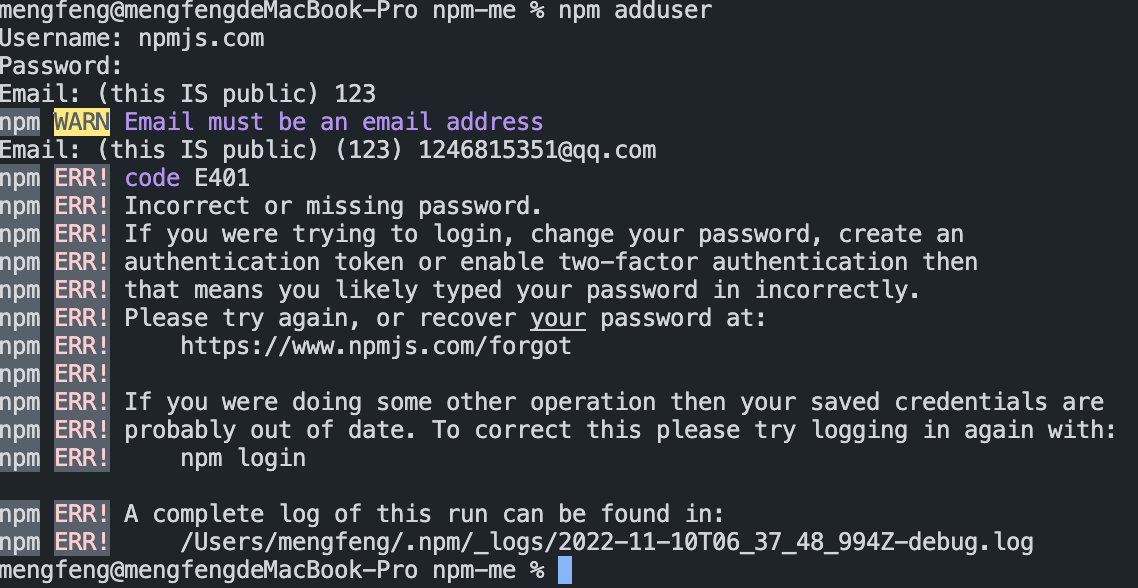 mengfeng@mengfengdeMacBook-Pro npm-me % npm adduser
Username: npmjs.com
Password:
Email: (this IS public) 123
npm WARN Email must be an email address
Email: (this IS public) (123) 1246815351@qq.com
npm ERR! code E401
npm ERR! Incorrect or missing password.
npm ERR! If you were trying to login, change your password, create an
npm ERR! authentication token or enable two-factor authentication then
npm ERR! that means you likely typed your password in incorrectly.
npm ERR! Please try again, or recover your password at:
npm ERR!     https://www.npmjs.com/forgot
npm ERR!
npm ERR! If you were doing some other operation then your saved credentials are
npm ERR! probably out of date. To correct this please try logging in again with:
npm ERR!     npm login
npm ERR! A complete log of this run can be found in:
npm ERR!     /Users/mengfeng/.npm/_logs/2022-11-10T06_37_48_994Z-debug.log
mengfeng@mengfengdeMacBook-Pro npm-me %